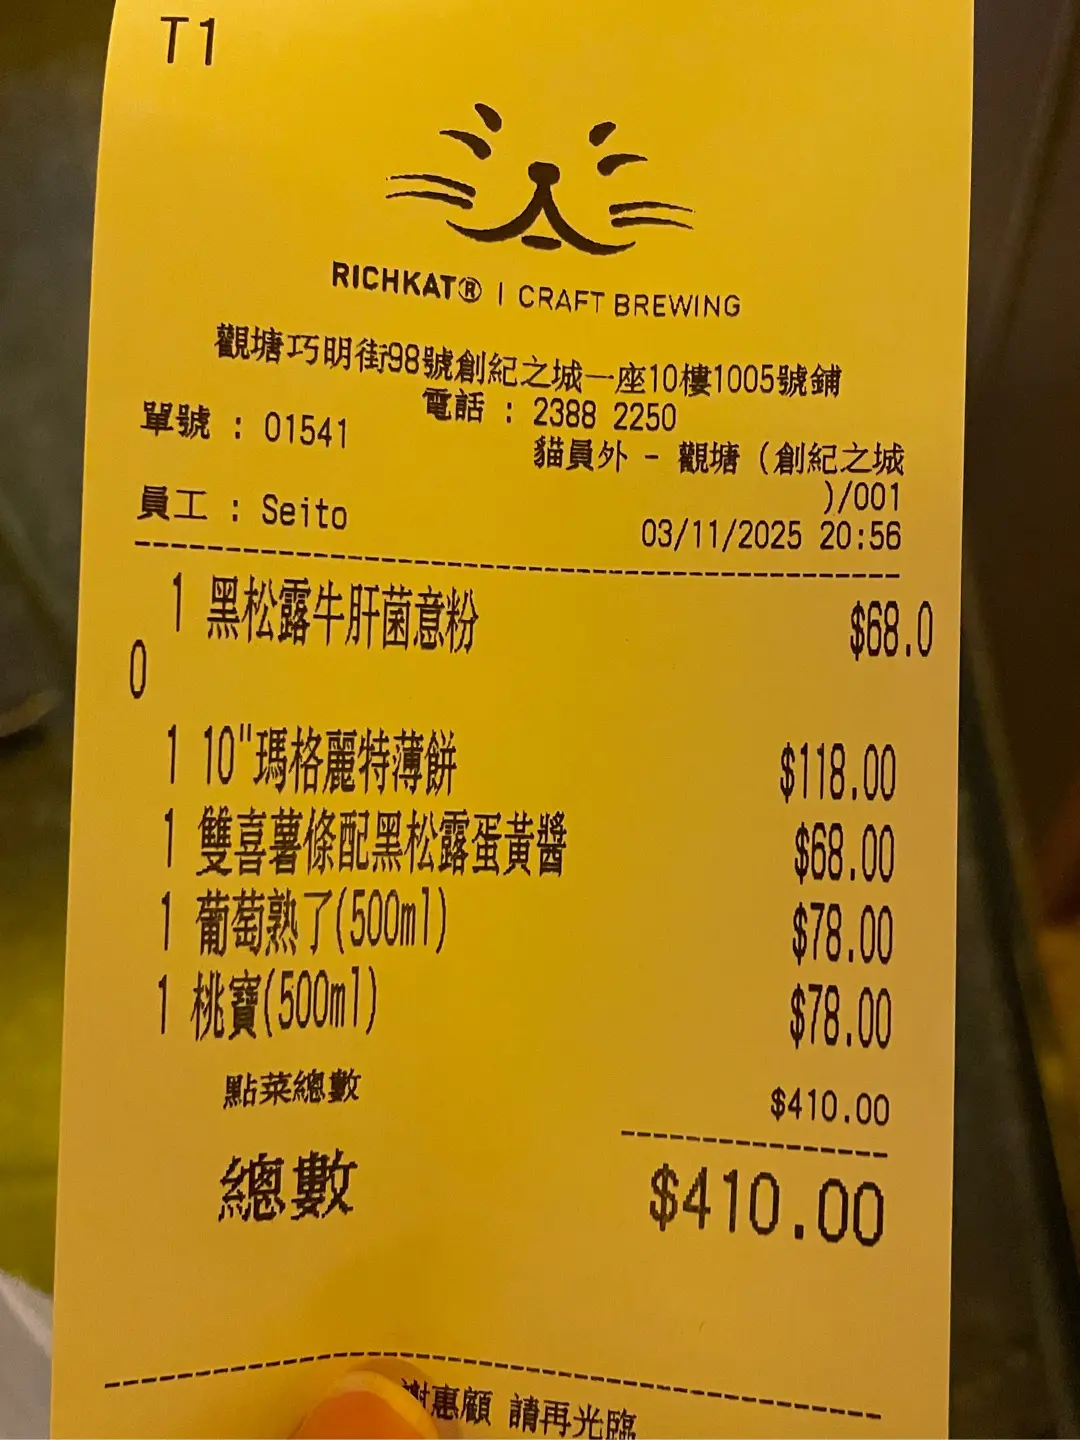 T1
RICHKAT® | CRAFT BREWING
觀塘巧明街98號創紀之城一座10樓1005號鋪
電話 : 2388 2250
單號 : 01541
貓員外 - 觀塘 (創紀之城
)/001
員工 : Seito
03/11/2025 20:56
1 黑松露牛肝菌意粉 $68.0
0
1 10"瑪格麗特薄餅 $118.00
1 雙喜薯條配黑松露蛋黃醬 $68.00
1 葡萄熟了(500ml) $78.00
1 桃寶(500ml) $78.00
點菜總數 $410.00
總數 $410.00
謝惠顧 請再光臨